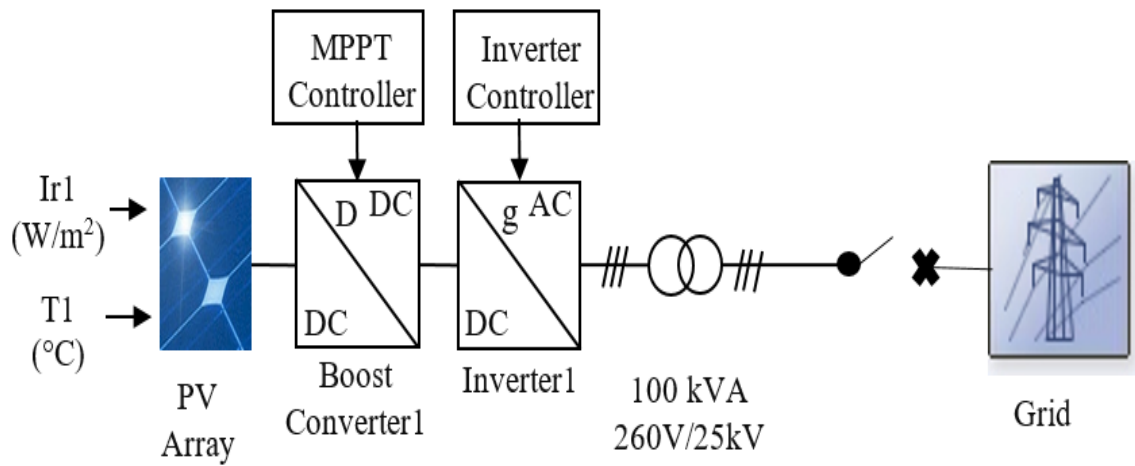 MPPT
Controller
Inverter
Controller
Ir1
(W/m²)
T1
(°C)
D DC
DC
g AC
DC
PV
Array
Boost
Converter1
Inverter1
100 kVA
260V/25kV
Grid